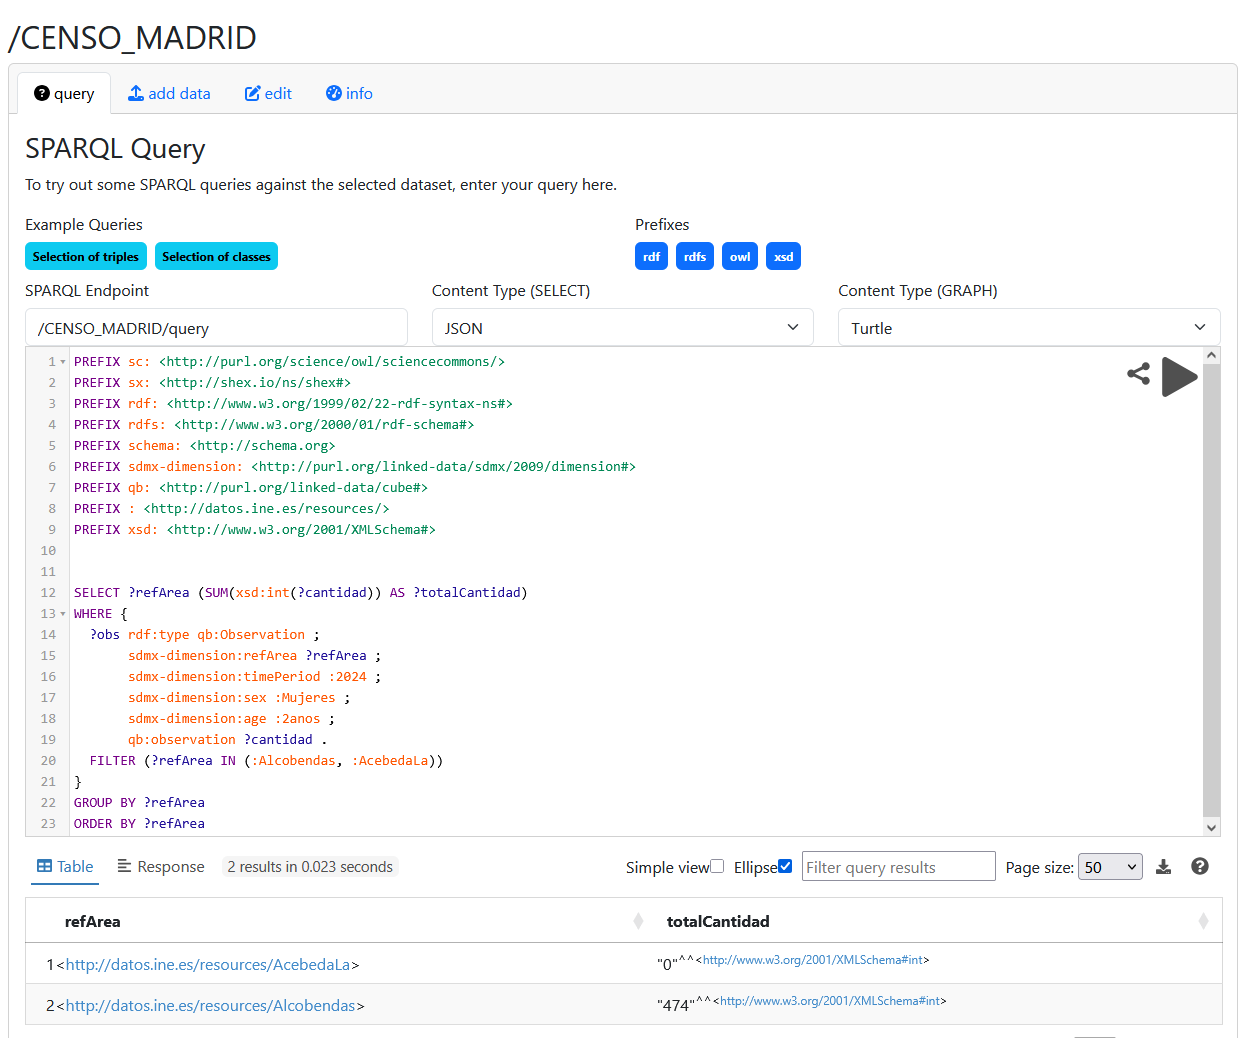 /CENSO_MADRID
query add data edit info
SPARQL Query
To try out some SPARQL queries against the selected dataset, enter your query here.
Example Queries Prefixes
Selection of triples Selection of classes rdf rdfs owl xsd
SPARQL Endpoint Content Type (SELECT) Content Type (GRAPH)
/CENSO_MADRID/query JSON Turtle
1 PREFIX sc: <http://purl.org/science/owl/sciencecommons/>
2 PREFIX sx: <http://shex.io/ns/shex#>
3 PREFIX rdf: <http://www.w3.org/1999/02/22-rdf-syntax-ns#>
4 PREFIX rdfs: <http://www.w3.org/2000/01/rdf-schema#>
5 PREFIX schema: <http://schema.org>
6 PREFIX sdmx-dimension: <http://purl.org/linked-data/sdmx/2009/dimension#>
7 PREFIX qb: <http://purl.org/linked-data/cube#>
8 PREFIX : <http://datos.ine.es/resources/>
9 PREFIX xsd: <http://www.w3.org/2001/XMLSchema#>
10
11
12 SELECT ?refArea (SUM(xsd:int(?cantidad)) AS ?totalCantidad)
13 WHERE {
14 ?obs rdf:type qb:Observation ;
15 sdmx-dimension:refArea ?refArea ;
16 sdmx-dimension:timePeriod :2024 ;
17 sdmx-dimension:sex :Mujeres ;
18 sdmx-dimension:age :2anos ;
19 qb:observation ?cantidad .
20 FILTER (?refArea IN (:Alcobendas, :AcebedaLa))
21 }
22 GROUP BY ?refArea
23 ORDER BY ?refArea
Table Response 2 results in 0.023 seconds Simple view Ellipse Filter query results Page size: 50
refArea totalCantidad
1 <http://datos.ine.es/resources/AcebedaLa> "0"^^<http://www.w3.org/2001/XMLSchema#int>
2 <http://datos.ine.es/resources/Alcobendas> "474"^^<http://www.w3.org/2001/XMLSchema#int>